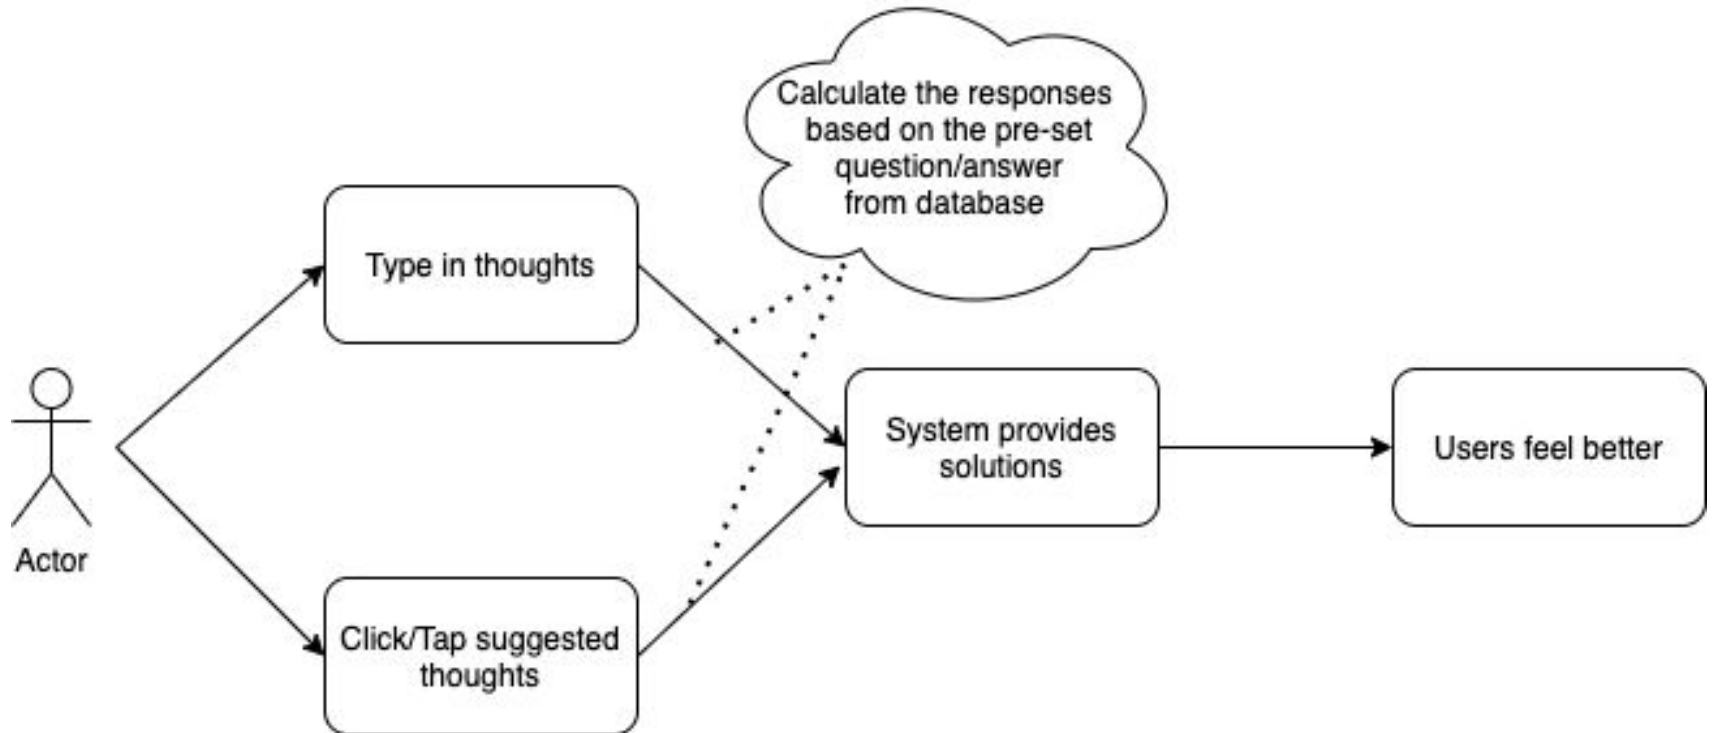 Calculate the responses
based on the pre-set
question/answer
from database
Type in thoughts
Actor
Click/Tap suggested
thoughts
System provides
solutions
Users feel better